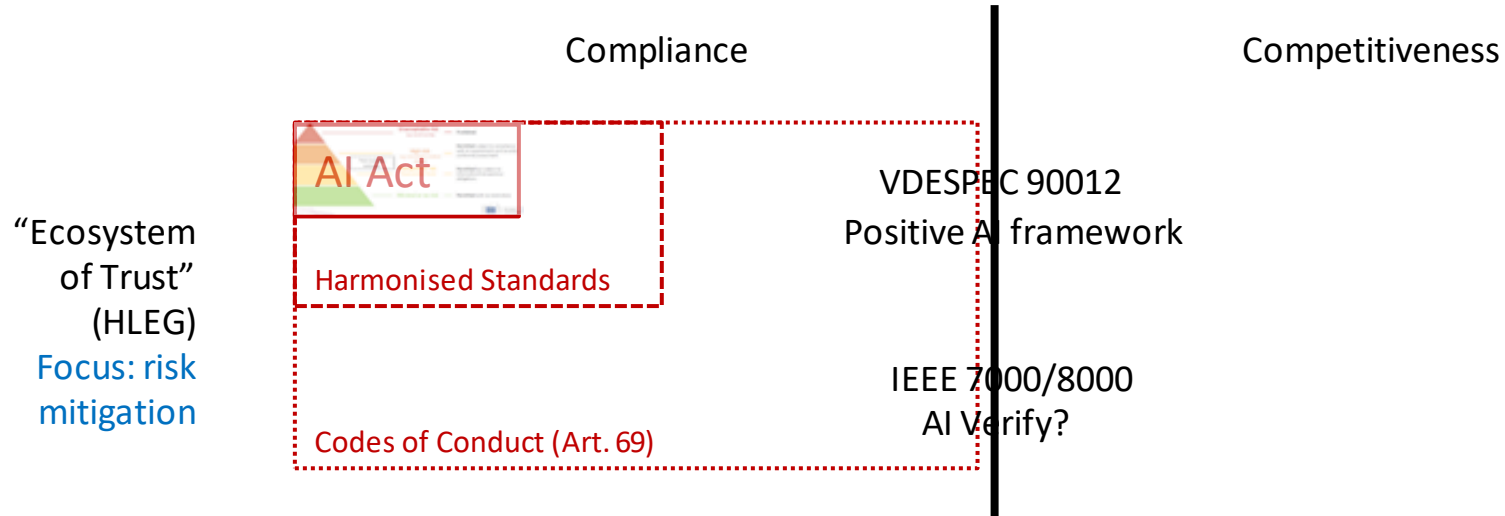 Compliance
Competitiveness
AI Act
VDESPEC 90012
Positive AI framework
“Ecosystem
of Trust”
(HLEG)
Focus: risk
mitigation
Harmonised Standards
IEEE 7000/8000
AI Verify?
Codes of Conduct (Art. 69)